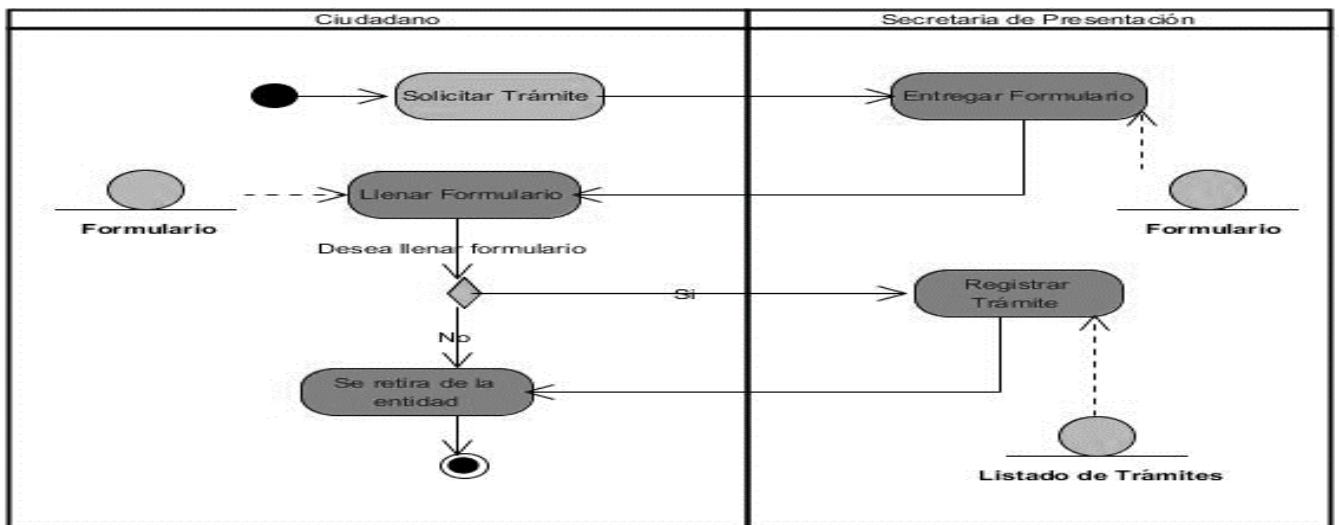 Ciudadano
Secretaria de Presentación
Solicitar Trámite
Entregar Formulario
Llenar Formulario
Formulario
Formulario
Desea llenar formulario
Si
Registrar
Trámite
No
Se retira de la
entidad
Listado de Trámites